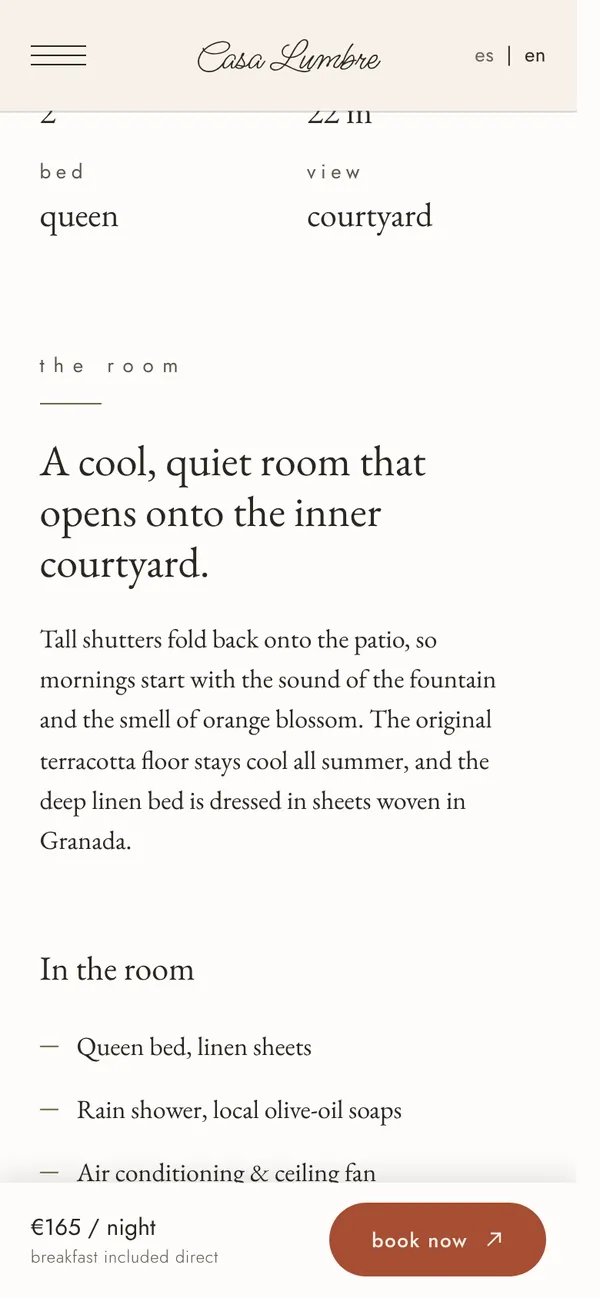 Casa Lumbre
es | en
2 22 m
bed view
queen courtyard
the room
A cool, quiet room that
opens onto the inner
courtyard.
Tall shutters fold back onto the patio, so
mornings start with the sound of the fountain
and the smell of orange blossom. The original
terracotta floor stays cool all summer, and the
deep linen bed is dressed in sheets woven in
Granada.
In the room
— Queen bed, linen sheets
— Rain shower, local olive-oil soaps
— Air conditioning & ceiling fan
€165 / night
breakfast included direct
book now ↗